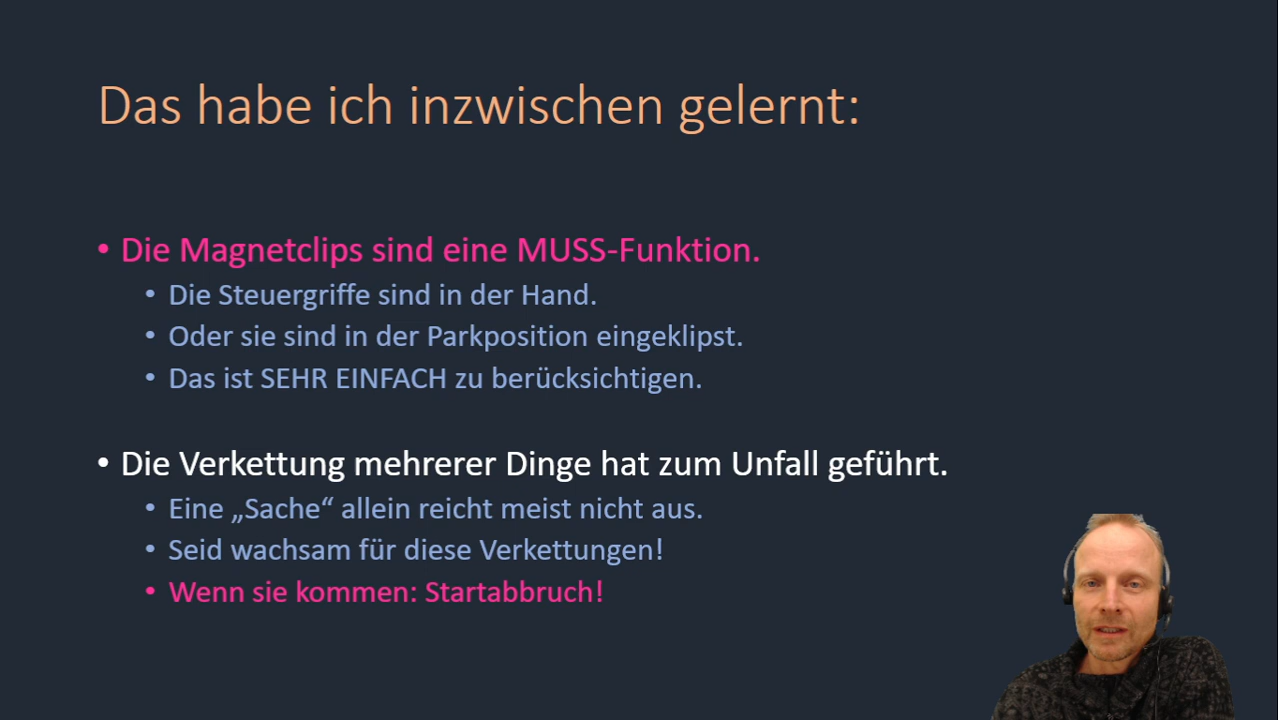 Das habe ich inzwischen gelernt:
• Die Magnetclips sind eine MUSS-Funktion.
• Die Steuergriffe sind in der Hand.
• Oder sie sind in der Parkposition eingeklipst.
• Das ist SEHR EINFACH zu berücksichtigen.
• Die Verkettung mehrerer Dinge hat zum Unfall geführt.
• Eine „Sache“ allein reicht meist nicht aus.
• Seid wachsam für diese Verkettungen!
• Wenn sie kommen: Startabbruch!